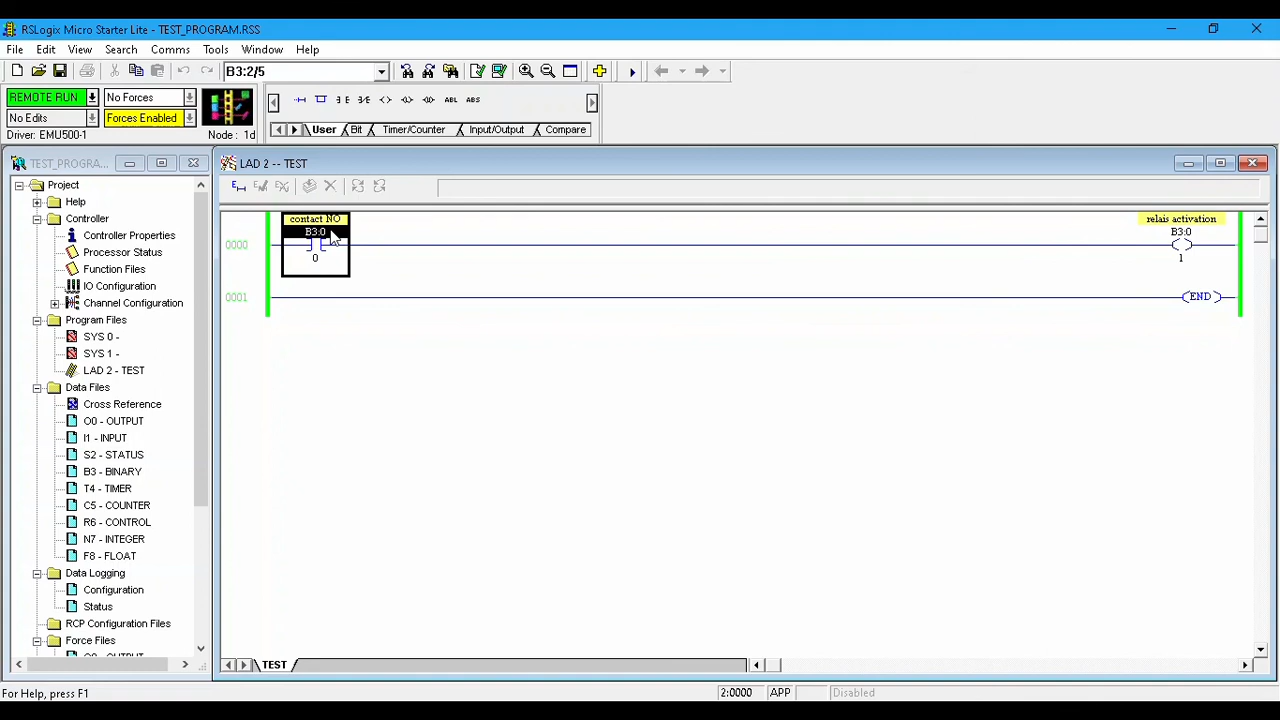 RSLogix Micro Starter Lite - TEST_PROGRAM.RSS
File Edit View Search Comms Tools Window Help
B3:2/5
REMOTE RUN No Forces
No Edits Forces Enabled
Driver: EMU500-1 Node : 1d
ABL ABS
User Bit Timer/Counter Input/Output Compare
TEST_PROGRA...
Project
Help
Controller
Controller Properties
Processor Status
Function Files
IO Configuration
Channel Configuration
Program Files
SYS 0 -
SYS 1 -
LAD 2 - TEST
Data Files
Cross Reference
O0 - OUTPUT
I1 - INPUT
S2 - STATUS
B3 - BINARY
T4 - TIMER
C5 - COUNTER
R6 - CONTROL
N7 - INTEGER
F8 - FLOAT
Data Logging
Configuration
Status
RCP Configuration Files
Force Files
O0 - OUTPUT
LAD 2 -- TEST
contact NO relais activation
B3:0 B3:0
0000
0 1
0001 END
TEST
For Help, press F1 2:0000 APP Disabled